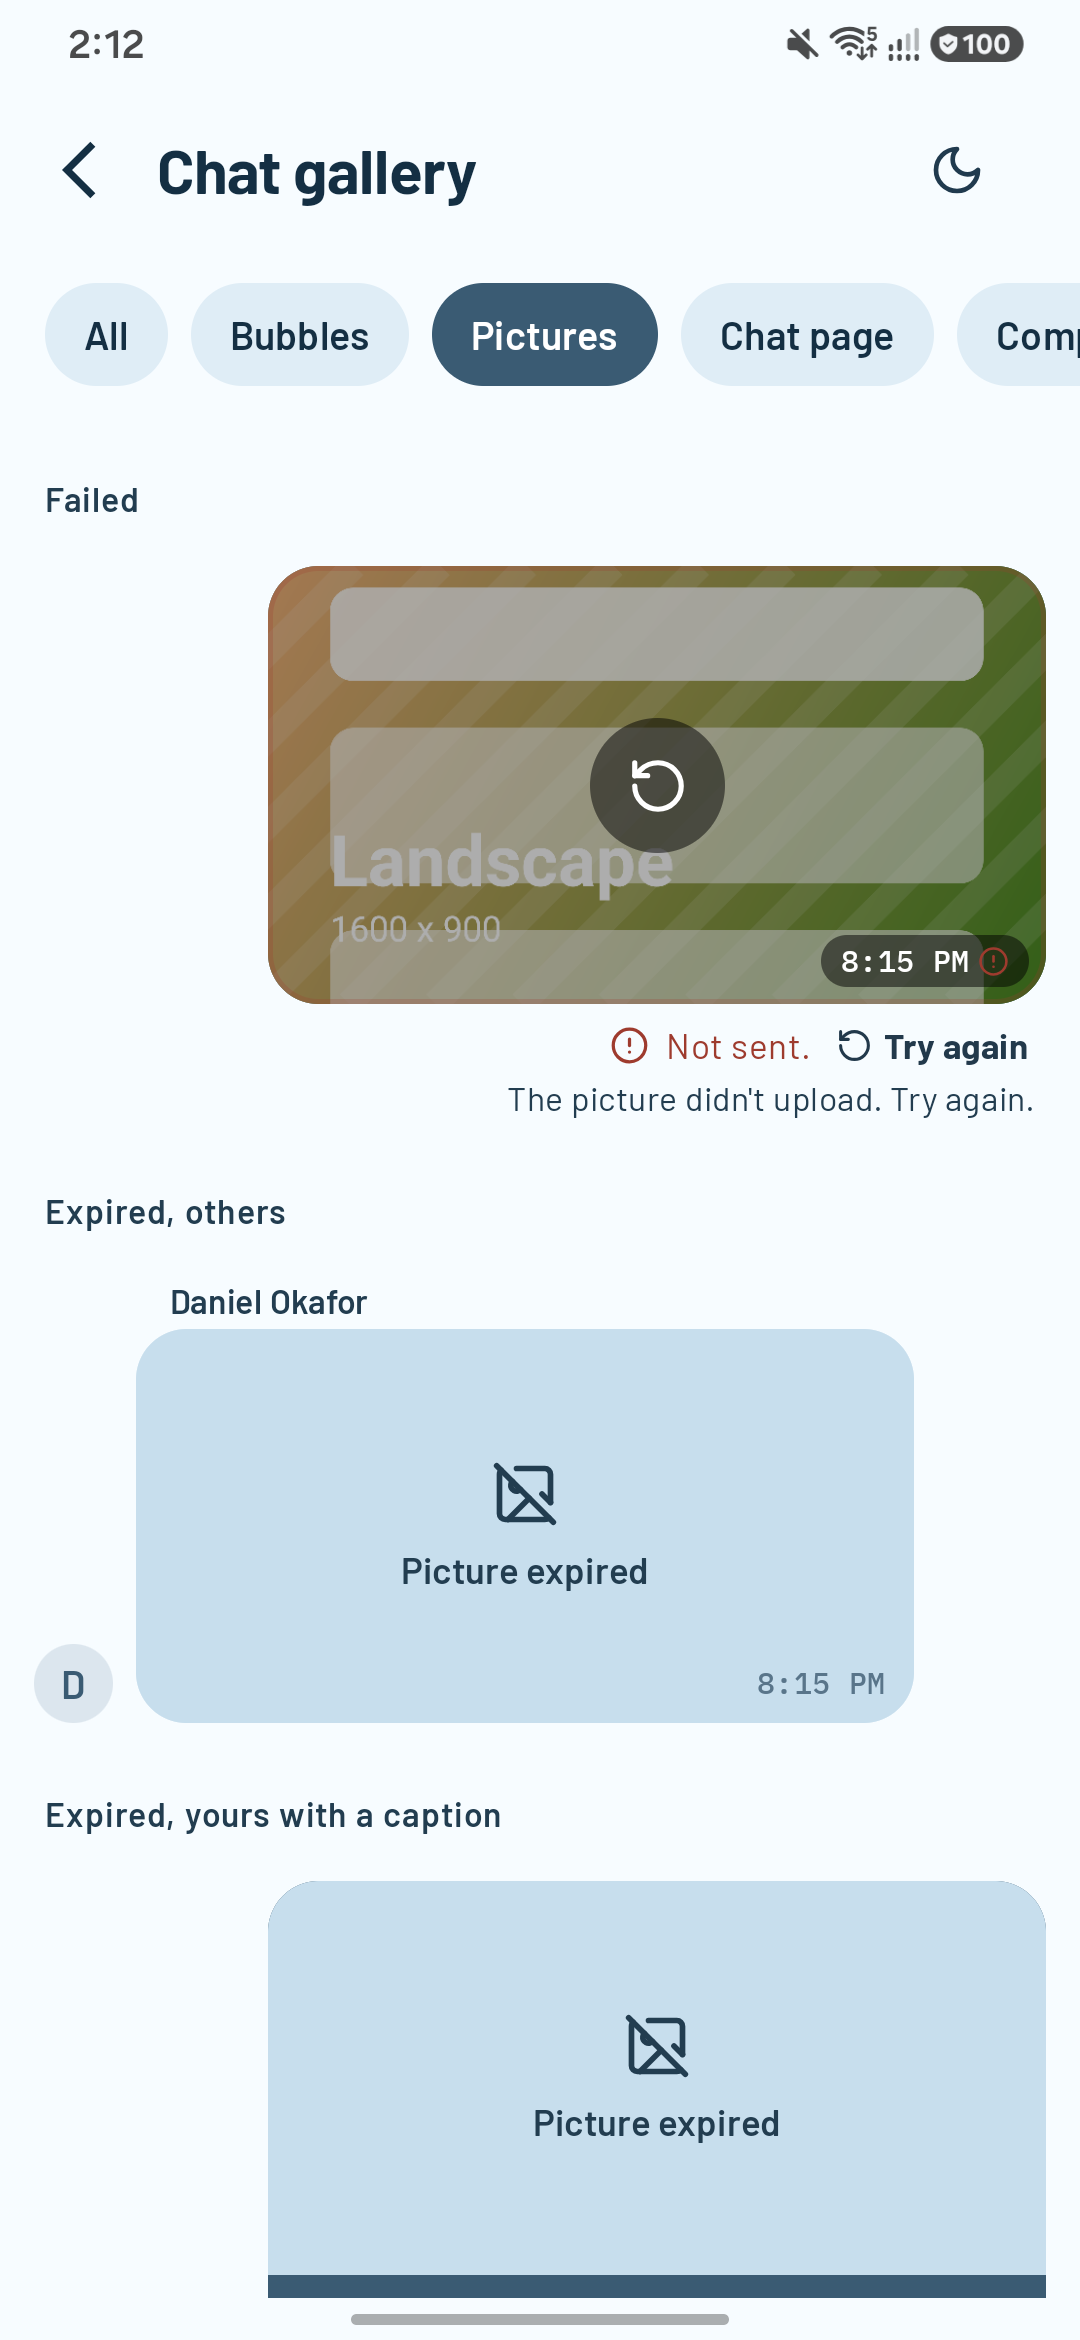 2:12
5
100
Chat gallery
All Bubbles Pictures Chat page Comp
Failed
Landscape
1600 x 900
8:15 PM
Not sent. Try again
The picture didn't upload. Try again.
Expired, others
Daniel Okafor
Picture expired
8:15 PM
D
Expired, yours with a caption
Picture expired